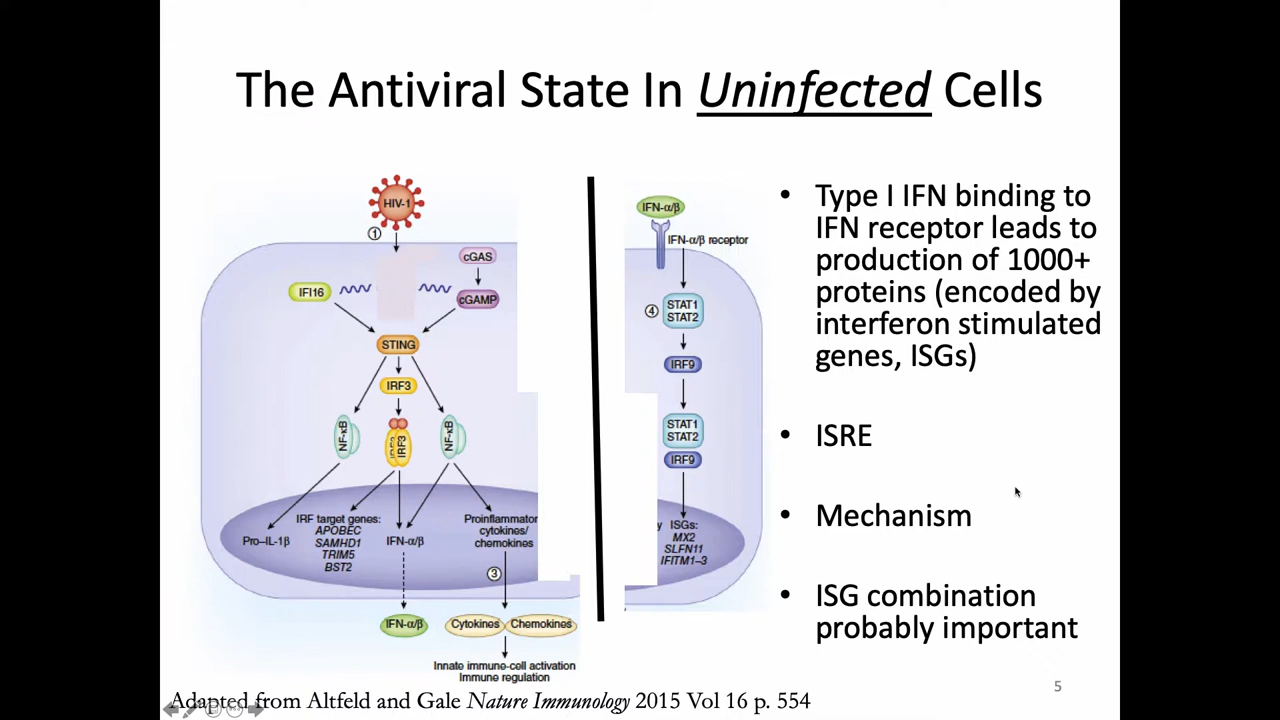 The Antiviral State In Uninfected Cells
HIV-1
①
cGAS
IFI16
cGAMP
STING
IRF3
NF-κB
IRF3
NF-κB
IRF target genes:
APOBEC
SAMHD1
TRIM5
BST2
Pro–IL-1β
IFN-α/β
Proinflammator
cytokines/
chemokines
③
IFN-α/β
Cytokines
Chemokines
Innate immune-cell activation
Immune regulation
IFN-α/β
IFN-α/β receptor
④
STAT1
STAT2
IRF9
STAT1
STAT2
IRF9
y ISGs:
MX2
SLFN11
IFITM1–3
• Type I IFN binding to
IFN receptor leads to
production of 1000+
proteins (encoded by
interferon stimulated
genes, ISGs)
• ISRE
• Mechanism
• ISG combination
probably important
5
Adapted from Altfeld and Gale Nature Immunology 2015 Vol 16 p. 554